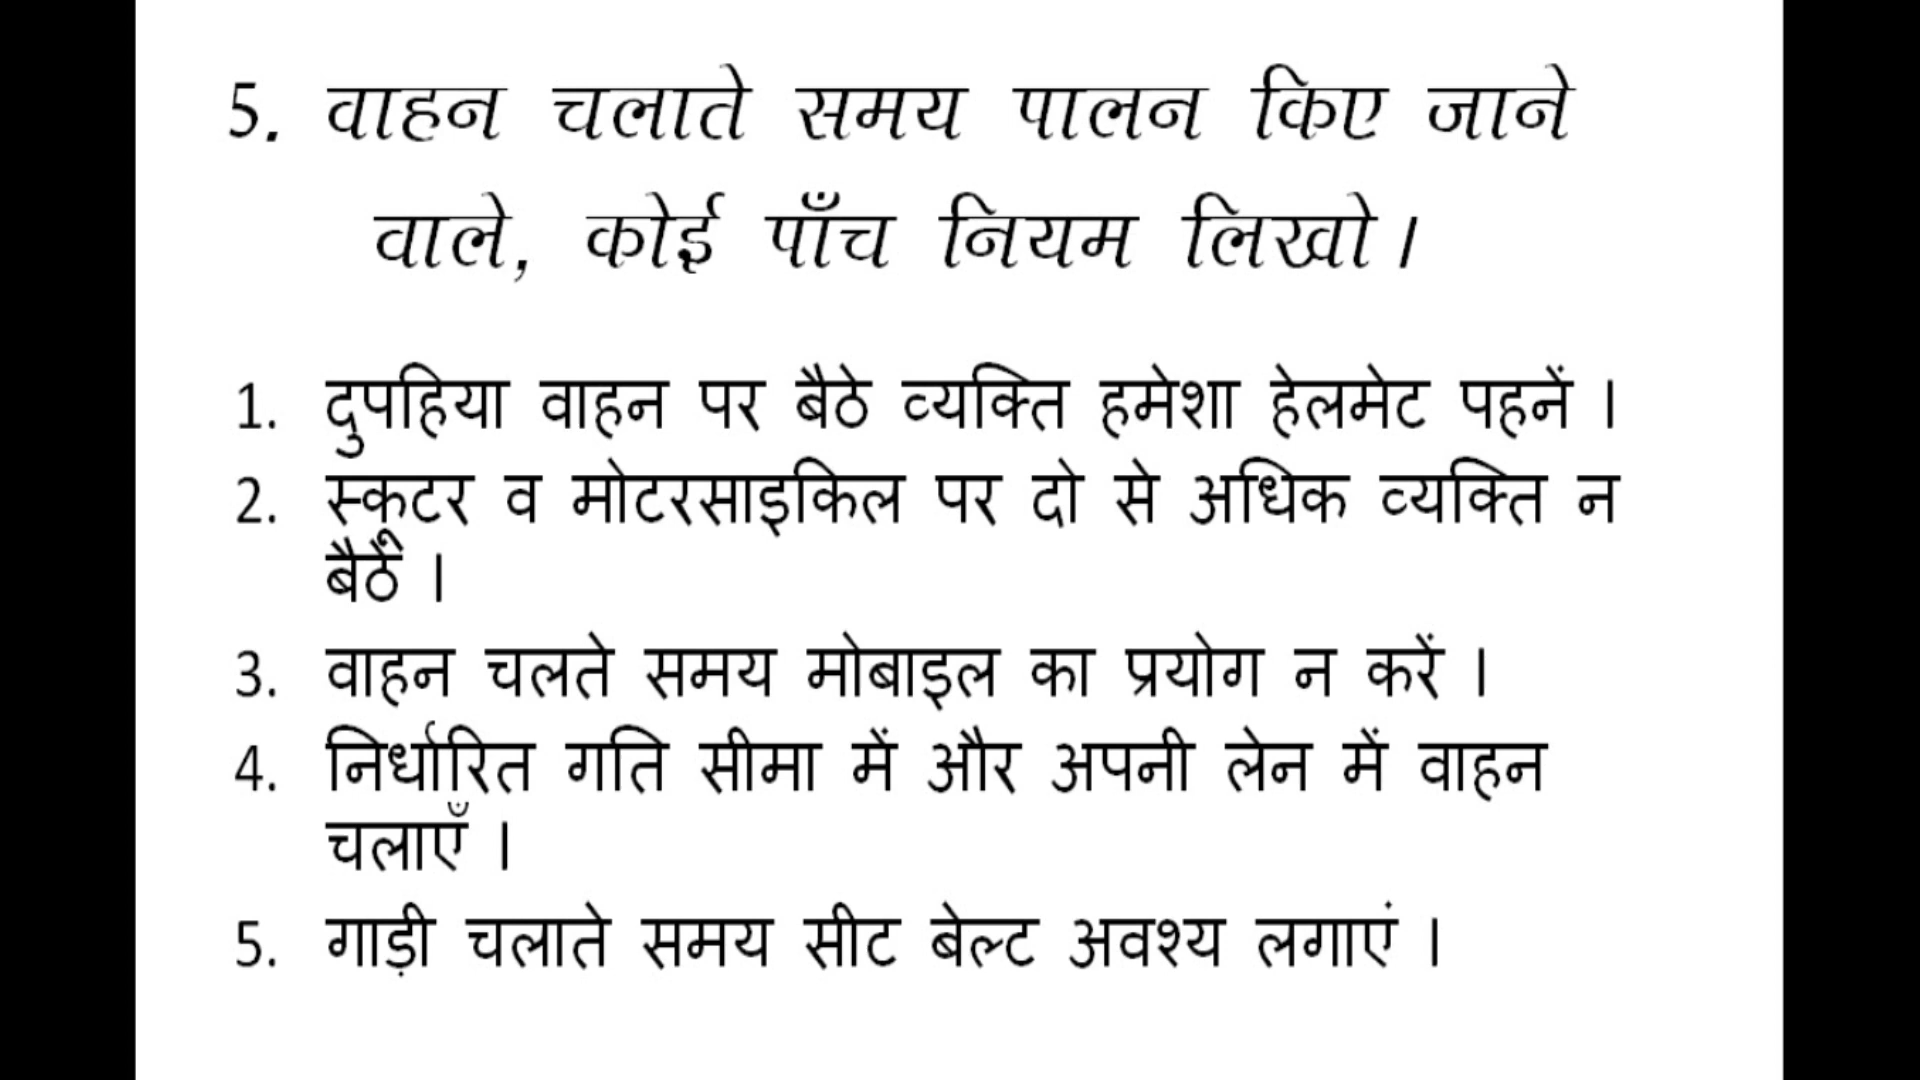 5. वाहन चलाते समय पालन किए जाने
वाले, कोई पाँच नियम लिखो।
1. दुपहिया वाहन पर बैठे व्यक्ति हमेशा हेलमेट पहनें ।
2. स्कूटर व मोटरसाइकिल पर दो से अधिक व्यक्ति न
बैठें ।
3. वाहन चलते समय मोबाइल का प्रयोग न करें ।
4. निर्धारित गति सीमा में और अपनी लेन में वाहन
चलाएँ ।
5. गाड़ी चलाते समय सीट बेल्ट अवश्य लगाएं ।